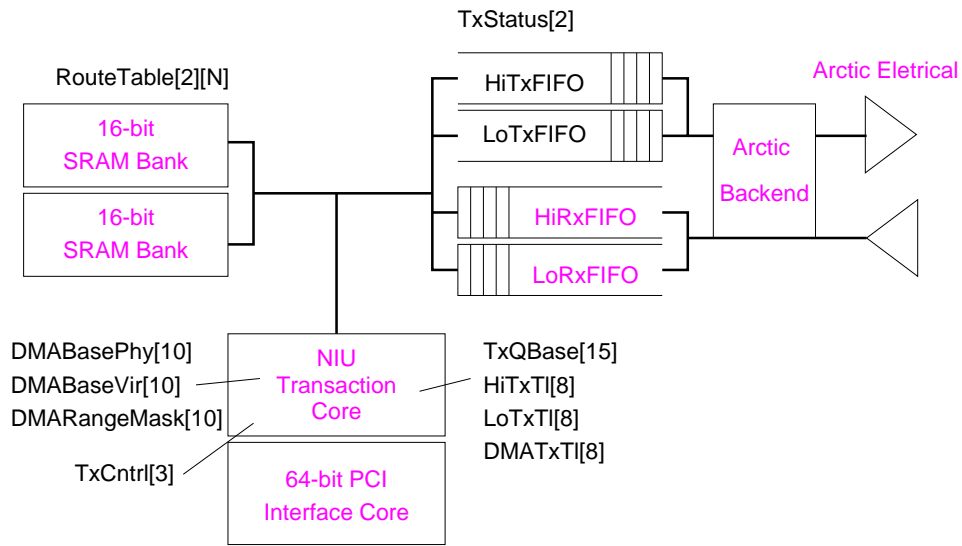 TxStatus[2]
RouteTable[2][N]
HiTxFIFO
Arctic Eletrical
16-bit
SRAM Bank
LoTxFIFO
Arctic
Backend
16-bit
SRAM Bank
HiRxFIFO
LoRxFIFO
DMABasePhy[10]
DMABaseVir[10]
DMARangeMask[10]
NIU
Transaction
Core
TxQBase[15]
HiTxTl[8]
LoTxTl[8]
DMATxTl[8]
TxCntrl[3]
64-bit PCI
Interface Core